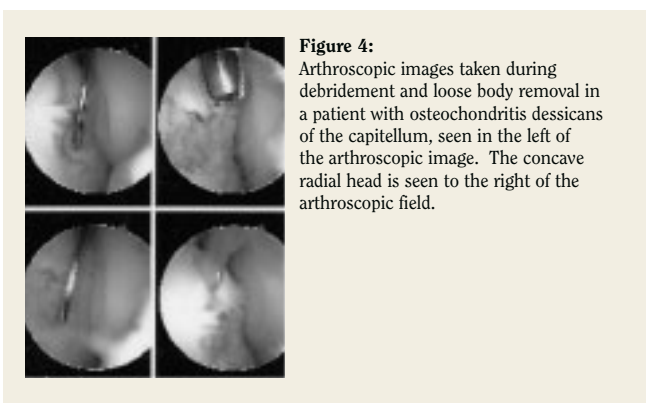 Figure 4:
Arthroscopic images taken during
debridement and loose body removal in
a patient with osteochondritis dessicans
of the capitellum, seen in the left of
the arthroscopic image.  The concave
radial head is seen to the right of the
arthroscopic field.